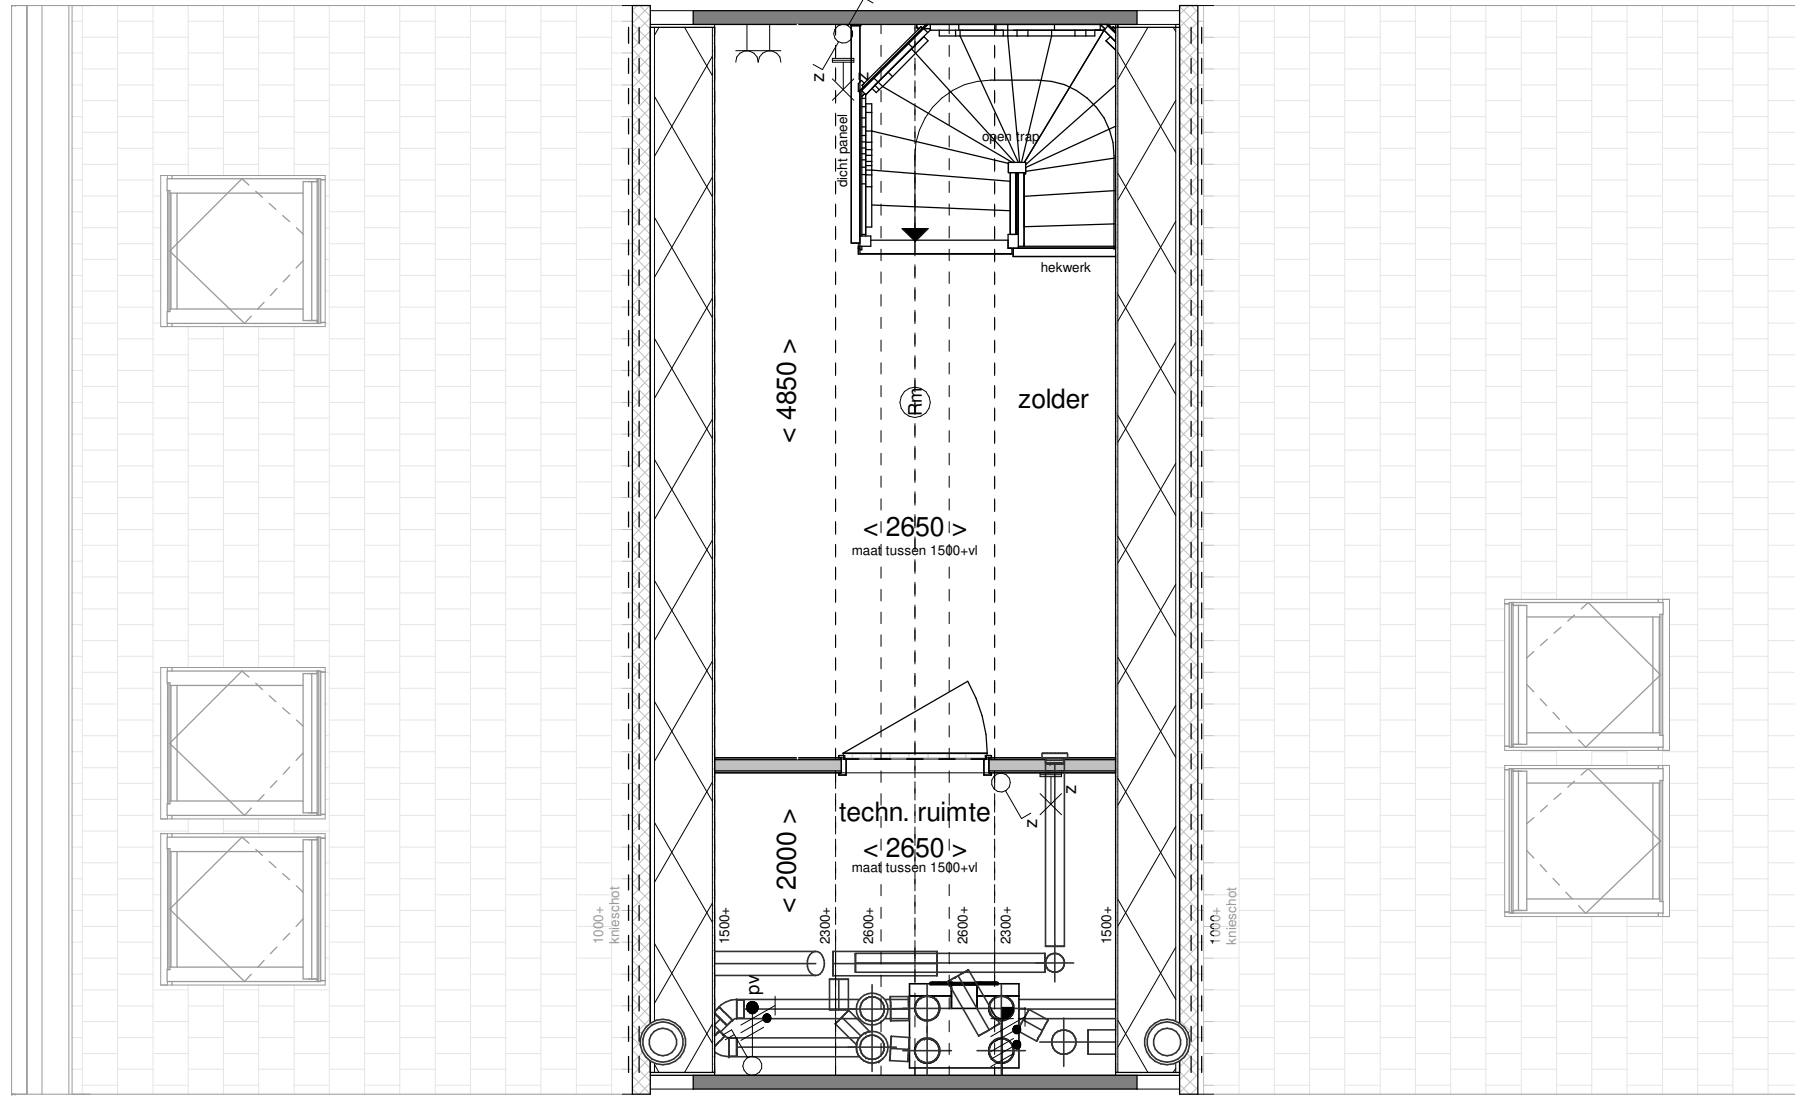 z
z
dicht paneel
open trap
hekwerk
< 4850 >
Rm
zolder
< 2650 >
maat tussen 1500+vl
techn. ruimte
z
z
< 2000 >
< 2650 >
maat tussen 1500+vl
1000+
knieschot
1500+
2300+
2600+
2600+
2300+
1500+
1000+
knieschot
pv